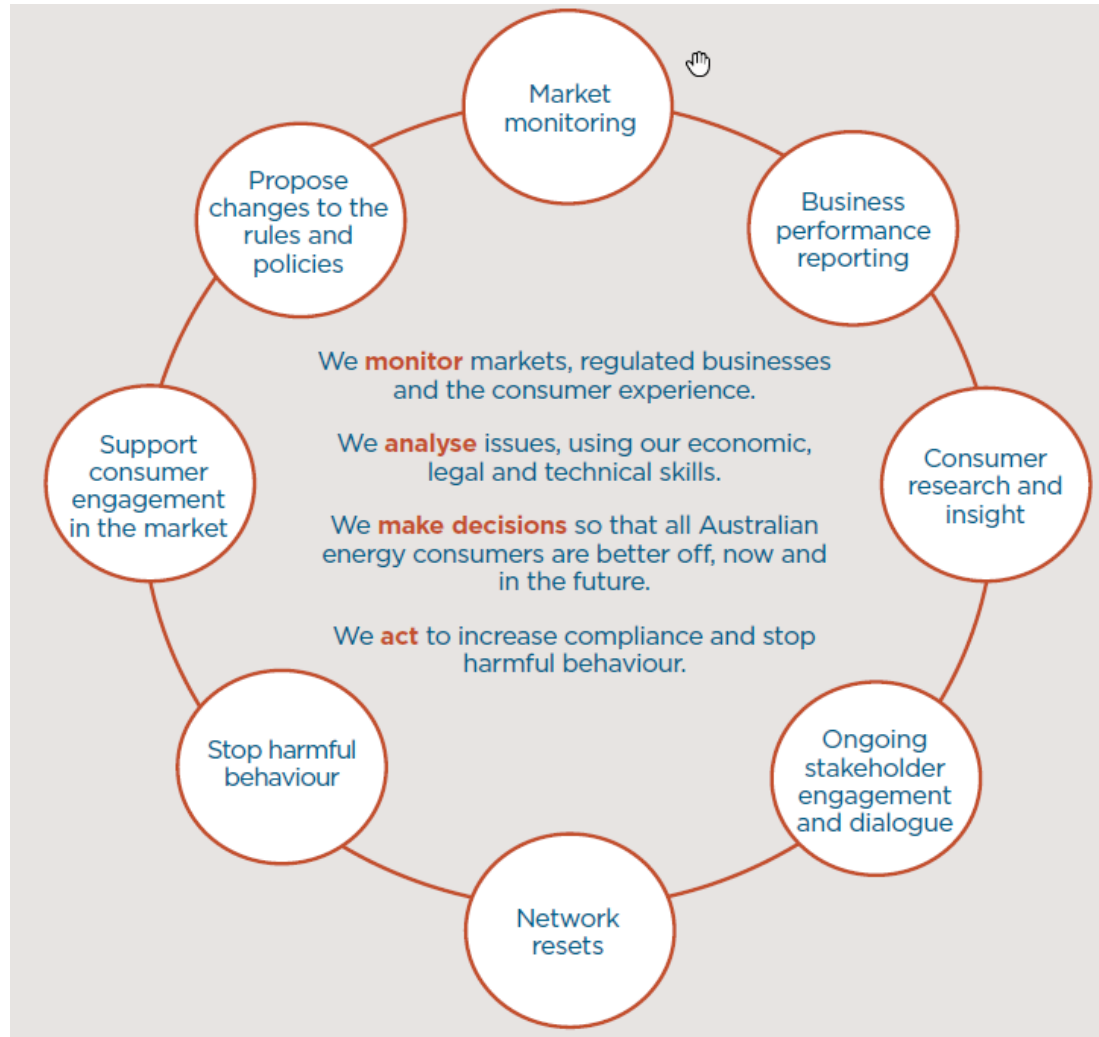 Market
monitoring
Business
performance
reporting
Consumer
research and
insight
Ongoing
stakeholder
engagement
and dialogue
Network
resets
Stop harmful
behaviour
Support
consumer
engagement
in the market
Propose
changes to the
rules and
policies
We monitor markets, regulated businesses
and the consumer experience.
We analyse issues, using our economic,
legal and technical skills.
We make decisions so that all Australian
energy consumers are better off, now and
in the future.
We act to increase compliance and stop
harmful behaviour.